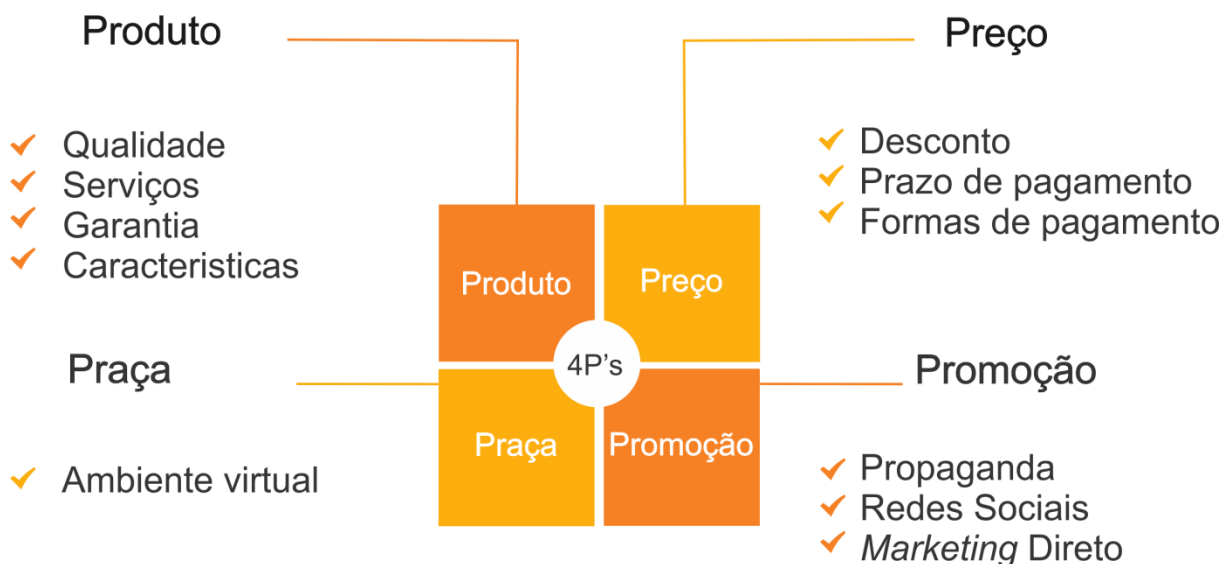 Produto
Preço
Qualidade
Serviços
Garantia
Caracteristicas
Desconto
Prazo de pagamento
Formas de pagamento
Produto
Preço
4P's
Praça
Promoção
Praça
Promoção
Ambiente virtual
Propaganda
Redes Sociais
Marketing Direto